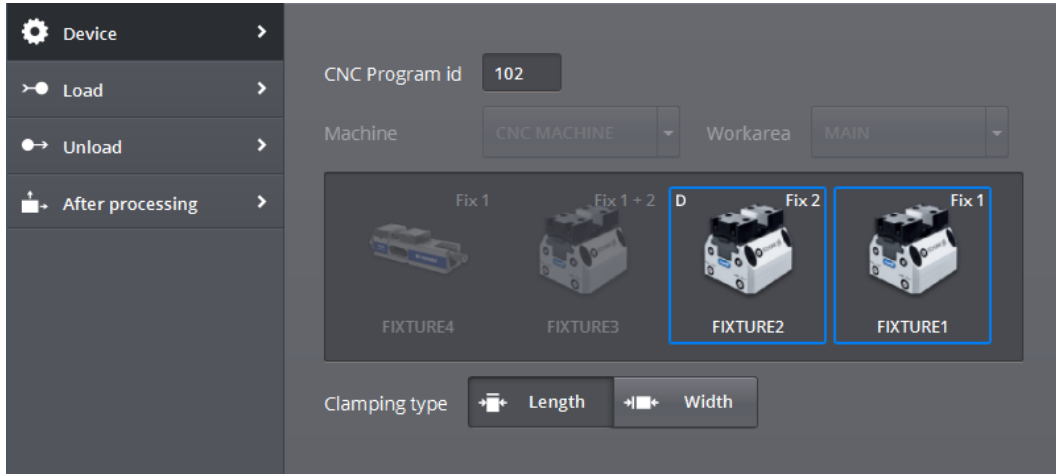 Device
Load
Unload
After processing
CNC Program id 102
Machine CNC MACHINE Workarea MAIN
Fix 1 Fix 1 + 2 D Fix 2 Fix 1
FIXTURE4 FIXTURE3 FIXTURE2 FIXTURE1
Clamping type Length Width